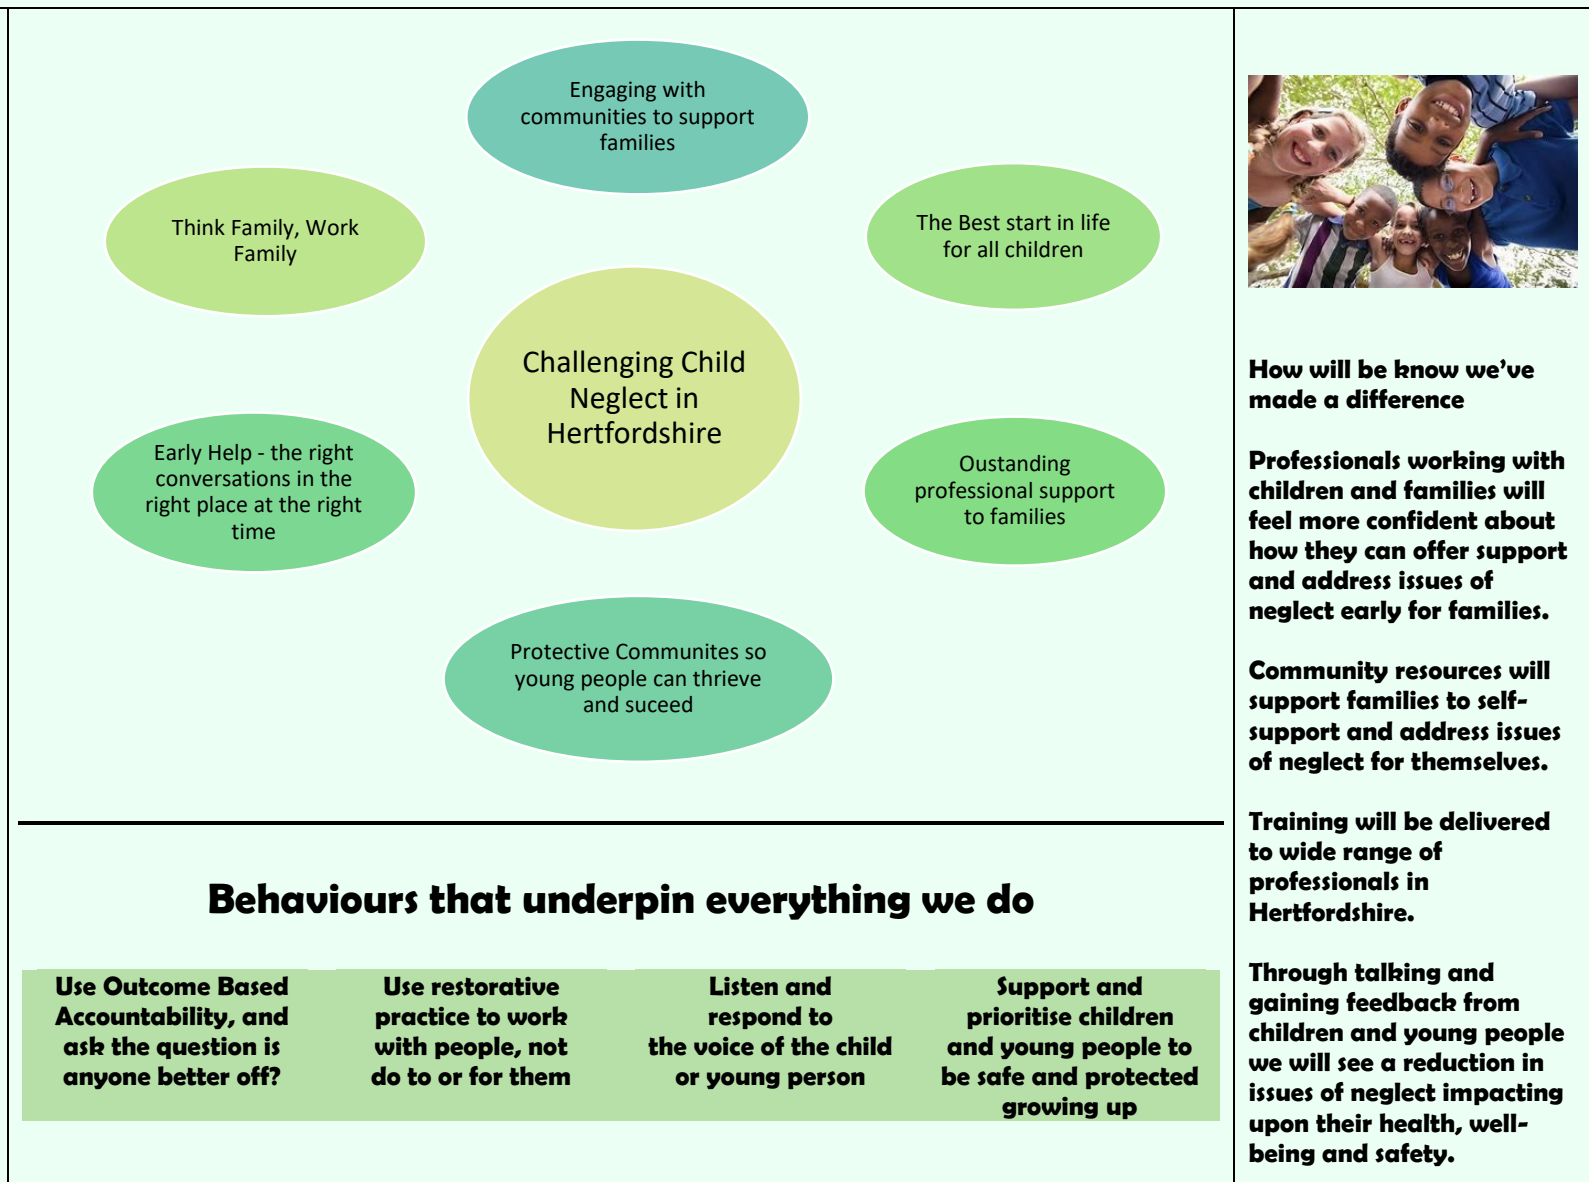 Engaging with
communities to support
families
Think Family, Work
Family
The Best start in life
for all children
Challenging Child
Neglect in
Hertfordshire
Early Help - the right
conversations in the
right place at the right
time
Oustanding
professional support
to families
Protective Communites so
young people can thrieve
and suceed
Behaviours that underpin everything we do
Use Outcome Based
Accountability, and
ask the question is
anyone better off?
Use restorative
practice to work
with people, not
do to or for them
Listen and
respond to
the voice of the child
or young person
Support and
prioritise children
and young people to
be safe and protected
growing up
How will be know we’ve
made a difference
Professionals working with
children and families will
feel more confident about
how they can offer support
and address issues of
neglect early for families.
Community resources will
support families to self-
support and address issues
of neglect for themselves.
Training will be delivered
to wide range of
professionals in
Hertfordshire.
Through talking and
gaining feedback from
children and young people
we will see a reduction in
issues of neglect impacting
upon their health, well-
being and safety.